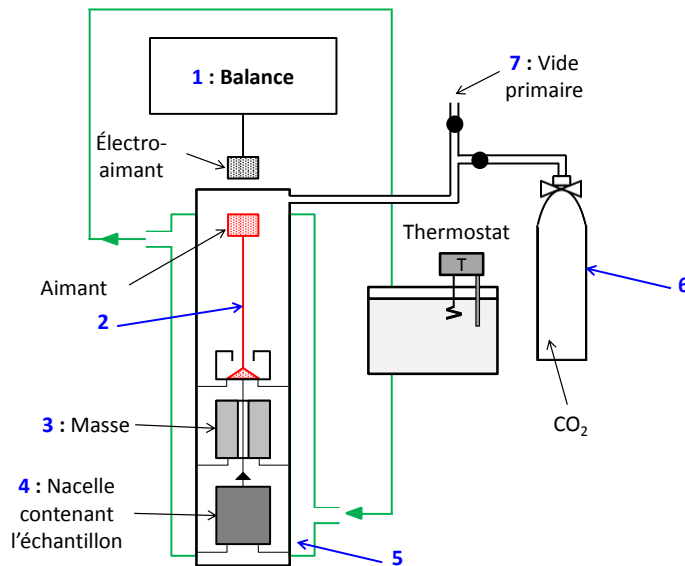 1 : Balance
7 : Vide
primaire
Électro-
aimant
Thermostat
T
Aimant
2
6
3 : Masse
CO₂
4 : Nacelle
contenant
l'échantillon
5